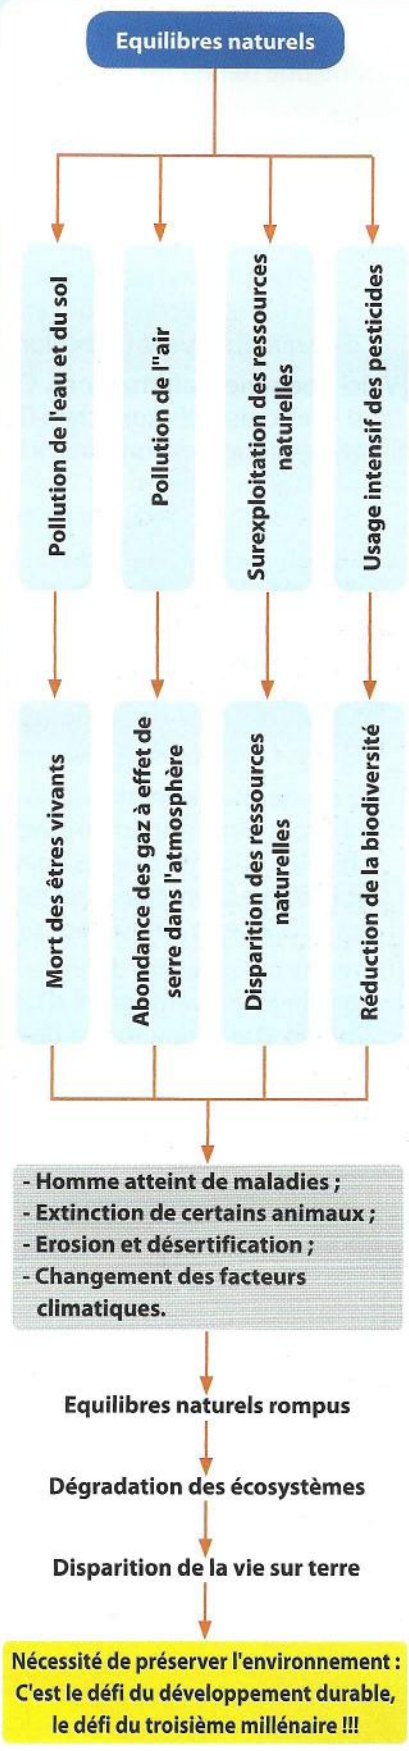 Equilibres naturels
Pollution de l'eau et du sol
Pollution de l''air
Surexploitation des ressources
naturelles
Usage intensif des pesticides
Mort des êtres vivants
Abondance des gaz à effet de
serre dans l'atmosphère
Disparition des ressources
naturelles
Réduction de la biodiversité
- Homme atteint de maladies ;
- Extinction de certains animaux ;
- Erosion et désertification ;
- Changement des facteurs
climatiques.
Equilibres naturels rompus
Dégradation des écosystèmes
Disparition de la vie sur terre
Nécessité de préserver l'environnement :
C'est le défi du développement durable,
le défi du troisième millénaire !!!